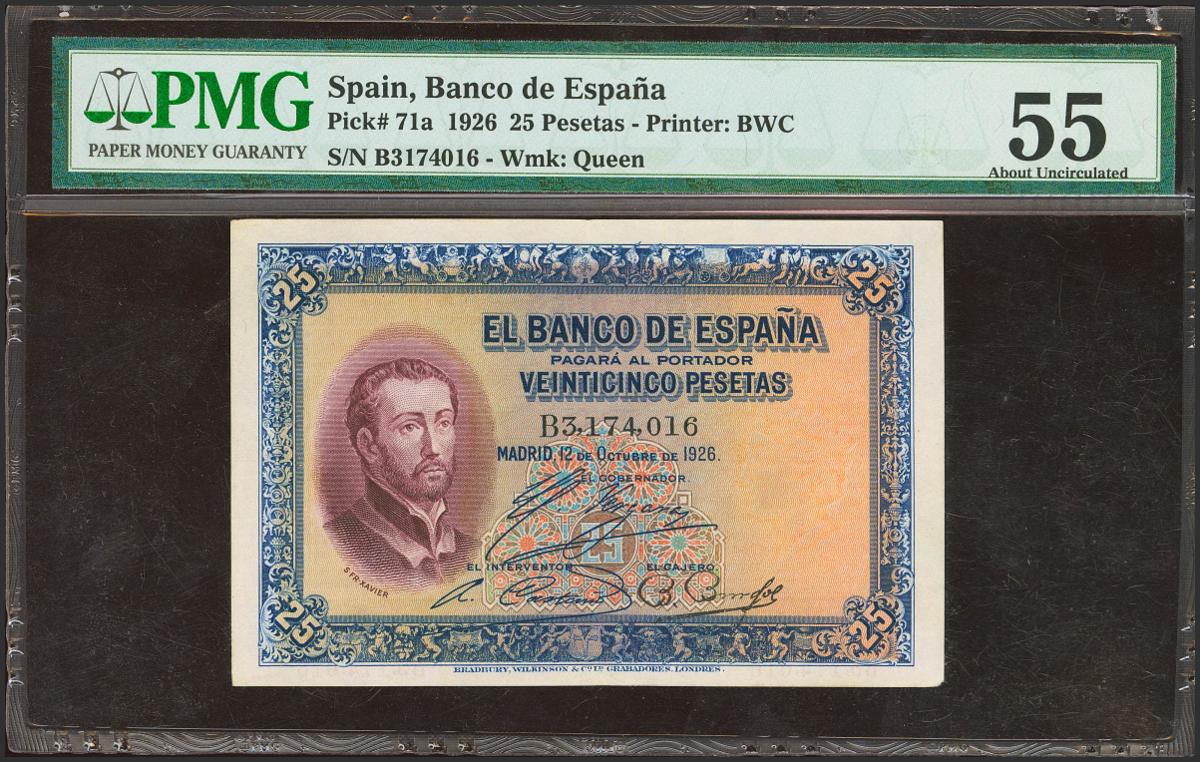 PMG
PAPER MONEY GUARANTY
Spain, Banco de España
Pick# 71a 1926 25 Pesetas - Printer: BWC
S/N B3174016 - Wmk: Queen
55
About Uncirculated
25
25
EL BANCO DE ESPAÑA
PAGARÁ AL PORTADOR
VEINTICINCO PESETAS
B3,174,016
MADRID, 12 DE OCTUBRE DE 1926.
EL GOBERNADOR.
25
EL INTERVENTOR
EL CAJERO
S FR. XAVIER
25
25
BRADBURY, WILKINSON & Cº Lᴰ GRABADORES. LONDRES.